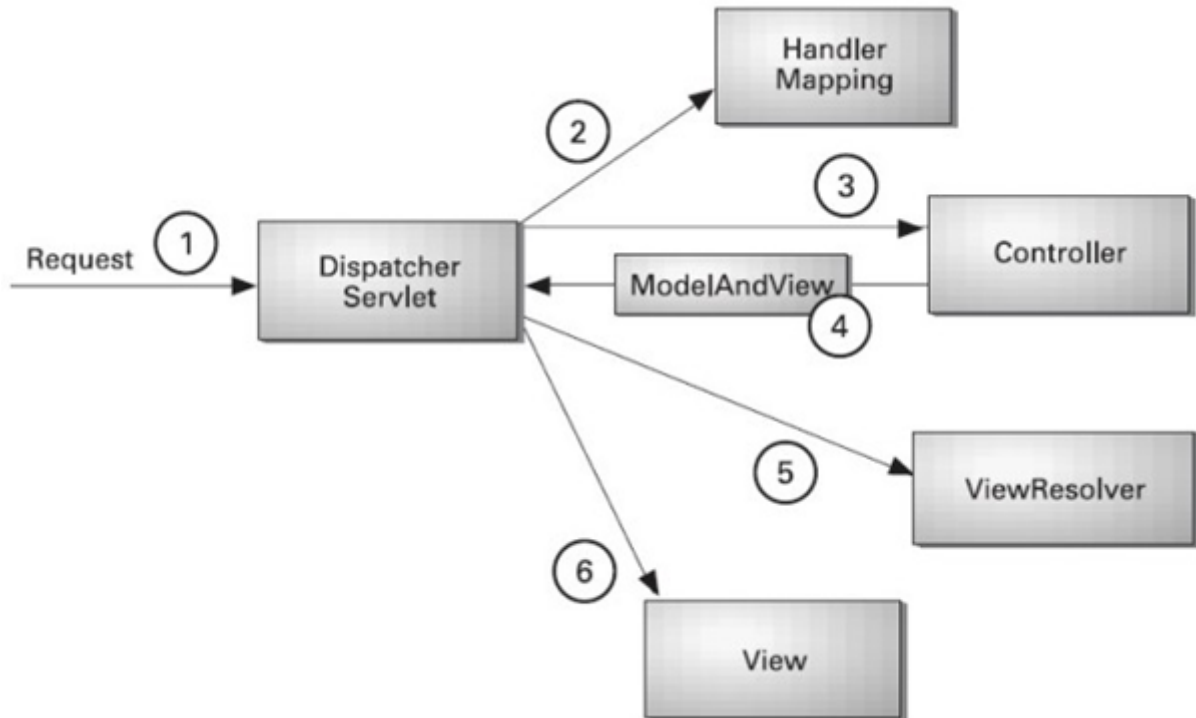 Handler
Mapping
2
3
1
Request
Dispatcher
Servlet
Controller
ModelAndView
4
5
ViewResolver
6
View